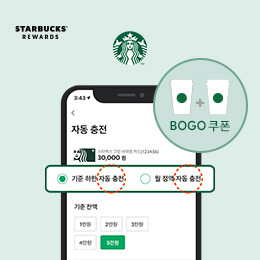 STARBUCKS®
REWARDS
BOGO 쿠폰
3:43
자동 충전
30,000 원
기준 하한 자동 충전
월 정액 자동 충전
기준 잔액
1만원
2만원
3만원
4만원
5만원